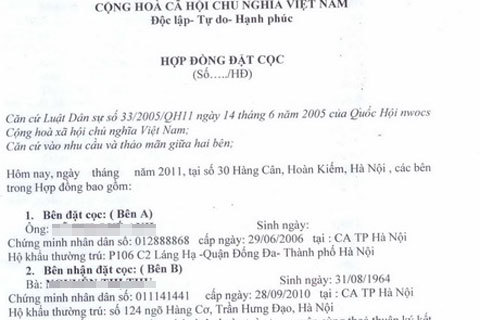 CỘNG HOÀ CÃ HỘI CHỦ NGHĨA VIỆT NAM
Độc lập- Tự do- Hạnh phúc
HỢP ĐỒNG ĐẶT CỌC
(Số…../HĐ)
Căn cứ Luật Dân sự số 33/2005/QH11 ngày 14 tháng 6 năm 2005 của Quốc Hội nwocs
Cộng hoà xã hội chủ nghĩa Việt Nam;
Căn cứ vào nhu cầu và thảo mãn giữa hai bên;
Hôm nay, ngày tháng năm 2011, tại số 30 Hàng Cân, Hoàn Kiếm, Hà Nội , các bên
trong Hợp đồng bao gồm:
1. Bên đặt cọc: ( Bên A)
Ông: Sinh ngày:
Chứng minh nhân dân số: 012888868 cấp ngày: 29/06/2006 tại : CA TP Hà Nội
Hộ khẩu thường trú: P106 C2 Láng Hạ -Quận Đống Đa- Thành phố Hà Nội
2. Bên nhận đặt cọc: ( Bên B)
Bà: Sinh ngày: 31/08/1964
Chứng minh nhân dân số: 011141441 cấp ngày: 28/09/2010 tại : CA TP Hà Nội
Hộ khẩu thường trú: số 124 ngõ Hàng Cơ, Trần Hưng Đạo, Hà Nội